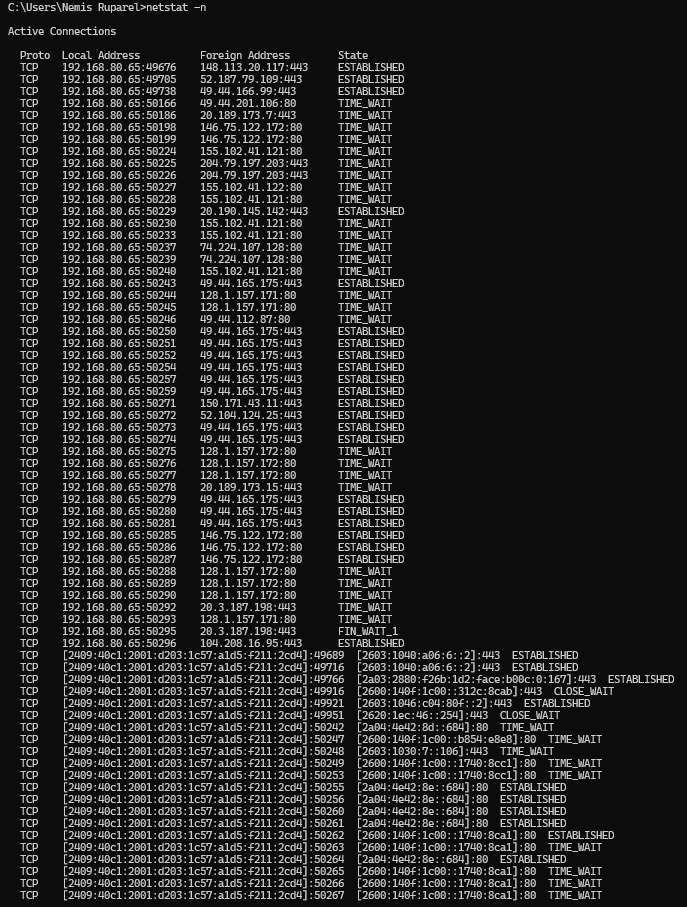 C:\Users\Nemis Ruparel>netstat -n
Active Connections
Proto Local Address Foreign Address State
TCP 192.168.80.65:49676 148.113.20.117:443 ESTABLISHED
TCP 192.168.80.65:49705 52.187.79.109:443 ESTABLISHED
TCP 192.168.80.65:49738 49.44.166.99:443 ESTABLISHED
TCP 192.168.80.65:50166 49.44.201.106:80 TIME_WAIT
TCP 192.168.80.65:50186 20.189.173.7:443 TIME_WAIT
TCP 192.168.80.65:50198 146.75.122.172:80 TIME_WAIT
TCP 192.168.80.65:50199 146.75.122.172:80 TIME_WAIT
TCP 192.168.80.65:50224 155.102.41.121:80 TIME_WAIT
TCP 192.168.80.65:50225 204.79.197.203:443 TIME_WAIT
TCP 192.168.80.65:50226 204.79.197.203:443 TIME_WAIT
TCP 192.168.80.65:50227 155.102.41.122:80 TIME_WAIT
TCP 192.168.80.65:50228 155.102.41.121:80 TIME_WAIT
TCP 192.168.80.65:50229 20.190.145.142:443 ESTABLISHED
TCP 192.168.80.65:50230 155.102.41.121:80 TIME_WAIT
TCP 192.168.80.65:50233 155.102.41.121:80 TIME_WAIT
TCP 192.168.80.65:50237 74.224.107.128:80 TIME_WAIT
TCP 192.168.80.65:50239 74.224.107.128:80 TIME_WAIT
TCP 192.168.80.65:50240 155.102.41.121:80 TIME_WAIT
TCP 192.168.80.65:50243 49.44.165.175:443 ESTABLISHED
TCP 192.168.80.65:50244 128.1.157.171:80 TIME_WAIT
TCP 192.168.80.65:50245 128.1.157.171:80 TIME_WAIT
TCP 192.168.80.65:50246 49.44.112.87:80 TIME_WAIT
TCP 192.168.80.65:50250 49.44.165.175:443 ESTABLISHED
TCP 192.168.80.65:50251 49.44.165.175:443 ESTABLISHED
TCP 192.168.80.65:50252 49.44.165.175:443 ESTABLISHED
TCP 192.168.80.65:50254 49.44.165.175:443 ESTABLISHED
TCP 192.168.80.65:50257 49.44.165.175:443 ESTABLISHED
TCP 192.168.80.65:50259 49.44.165.175:443 ESTABLISHED
TCP 192.168.80.65:50271 150.171.43.11:443 ESTABLISHED
TCP 192.168.80.65:50272 52.104.124.25:443 ESTABLISHED
TCP 192.168.80.65:50273 49.44.165.175:443 ESTABLISHED
TCP 192.168.80.65:50274 49.44.165.175:443 ESTABLISHED
TCP 192.168.80.65:50275 128.1.157.172:80 TIME_WAIT
TCP 192.168.80.65:50276 128.1.157.172:80 TIME_WAIT
TCP 192.168.80.65:50277 128.1.157.172:80 TIME_WAIT
TCP 192.168.80.65:50278 20.189.173.15:443 TIME_WAIT
TCP 192.168.80.65:50279 49.44.165.175:443 ESTABLISHED
TCP 192.168.80.65:50280 49.44.165.175:443 ESTABLISHED
TCP 192.168.80.65:50281 49.44.165.175:443 ESTABLISHED
TCP 192.168.80.65:50285 146.75.122.172:80 ESTABLISHED
TCP 192.168.80.65:50286 146.75.122.172:80 ESTABLISHED
TCP 192.168.80.65:50287 146.75.122.172:80 ESTABLISHED
TCP 192.168.80.65:50288 128.1.157.172:80 TIME_WAIT
TCP 192.168.80.65:50289 128.1.157.172:80 TIME_WAIT
TCP 192.168.80.65:50290 128.1.157.172:80 TIME_WAIT
TCP 192.168.80.65:50292 20.3.187.198:443 TIME_WAIT
TCP 192.168.80.65:50293 128.1.157.171:80 TIME_WAIT
TCP 192.168.80.65:50295 20.3.187.198:443 FIN_WAIT_1
TCP 192.168.80.65:50296 104.208.16.95:443 ESTABLISHED
TCP [2409:40c1:2001:d203:1c57:a1d5:f211:2cd4]:49689 [2603:1040:a06:6::2]:443 ESTABLISHED
TCP [2409:40c1:2001:d203:1c57:a1d5:f211:2cd4]:49716 [2603:1040:a06:6::2]:443 ESTABLISHED
TCP [2409:40c1:2001:d203:1c57:a1d5:f211:2cd4]:49766 [2a03:2880:f26b:1d2:face:b00c:0:167]:443 ESTABLISHED
TCP [2409:40c1:2001:d203:1c57:a1d5:f211:2cd4]:49916 [2600:140f:1c00::312c:8cab]:443 CLOSE_WAIT
TCP [2409:40c1:2001:d203:1c57:a1d5:f211:2cd4]:49921 [2603:1046:c04:80f::2]:443 ESTABLISHED
TCP [2409:40c1:2001:d203:1c57:a1d5:f211:2cd4]:49951 [2620:1ec:46::254]:443 CLOSE_WAIT
TCP [2409:40c1:2001:d203:1c57:a1d5:f211:2cd4]:50242 [2a04:4e42:8d::684]:80 TIME_WAIT
TCP [2409:40c1:2001:d203:1c57:a1d5:f211:2cd4]:50247 [2600:140f:1c00::b854:e8e8]:80 TIME_WAIT
TCP [2409:40c1:2001:d203:1c57:a1d5:f211:2cd4]:50248 [2603:1030:7::106]:443 TIME_WAIT
TCP [2409:40c1:2001:d203:1c57:a1d5:f211:2cd4]:50249 [2600:140f:1c00::1740:8cc1]:80 TIME_WAIT
TCP [2409:40c1:2001:d203:1c57:a1d5:f211:2cd4]:50253 [2600:140f:1c00::1740:8cc1]:80 TIME_WAIT
TCP [2409:40c1:2001:d203:1c57:a1d5:f211:2cd4]:50255 [2a04:4e42:8e::684]:80 ESTABLISHED
TCP [2409:40c1:2001:d203:1c57:a1d5:f211:2cd4]:50256 [2a04:4e42:8e::684]:80 ESTABLISHED
TCP [2409:40c1:2001:d203:1c57:a1d5:f211:2cd4]:50260 [2a04:4e42:8e::684]:80 ESTABLISHED
TCP [2409:40c1:2001:d203:1c57:a1d5:f211:2cd4]:50261 [2a04:4e42:8e::684]:80 ESTABLISHED
TCP [2409:40c1:2001:d203:1c57:a1d5:f211:2cd4]:50262 [2600:140f:1c00::1740:8ca1]:80 ESTABLISHED
TCP [2409:40c1:2001:d203:1c57:a1d5:f211:2cd4]:50263 [2600:140f:1c00::1740:8ca1]:80 TIME_WAIT
TCP [2409:40c1:2001:d203:1c57:a1d5:f211:2cd4]:50264 [2a04:4e42:8e::684]:80 ESTABLISHED
TCP [2409:40c1:2001:d203:1c57:a1d5:f211:2cd4]:50265 [2600:140f:1c00::1740:8ca1]:80 TIME_WAIT
TCP [2409:40c1:2001:d203:1c57:a1d5:f211:2cd4]:50266 [2600:140f:1c00::1740:8ca1]:80 TIME_WAIT
TCP [2409:40c1:2001:d203:1c57:a1d5:f211:2cd4]:50267 [2600:140f:1c00::1740:8ca1]:80 TIME_WAIT